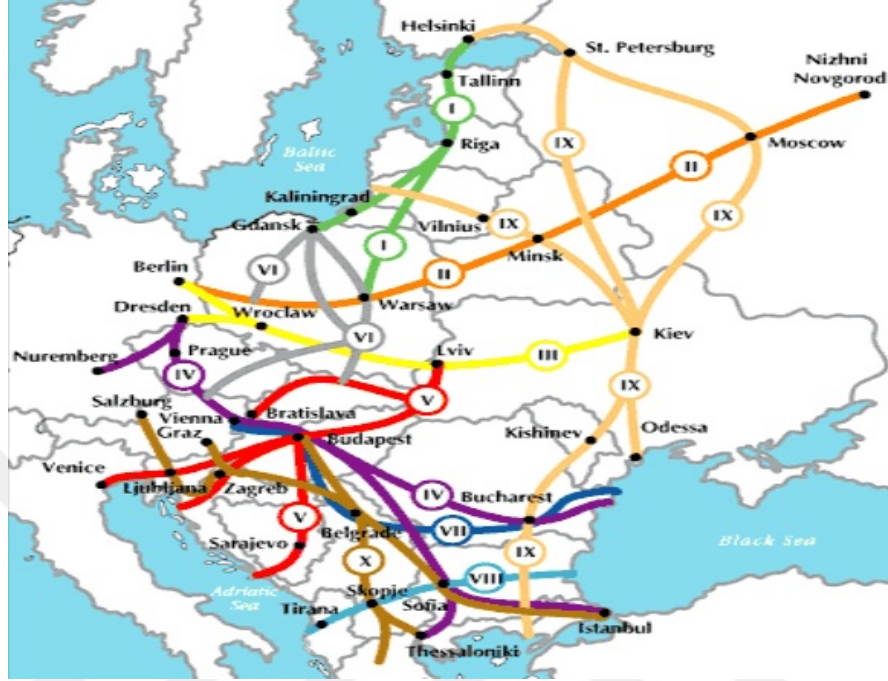 Helsinki
St. Petersburg
Nizhni
Novgorod
Tallinn
I
Riga
IX
Moscow
II
Baltic
Sea
Kaliningrad
Gdansk
Vilnius
IX
IX
I
Minsk
VI
II
Berlin
Warsaw
Dresden
Wroclaw
VI
Kiev
Nuremberg
Prague
Lviv
III
IV
IX
Salzburg
V
Vienna
Bratislava
Graz
Budapest
Kishinev
Odessa
Venice
Ljubljana
Zagreb
IV
Bucharest
V
Belgrade
VII
Sarajevo
IX
Black Sea
X
VIII
Adriatic
Sea
Skopje
Tirana
Sofia
Istanbul
Thessaloniki